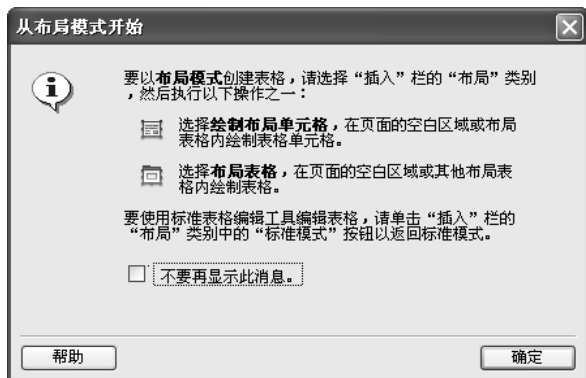 从布局模式开始
要以布局模式创建表格，请选择“插入”栏的“布局”类别
，然后执行以下操作之一：
选择绘制布局单元格，在页面的空白区域或布局
表格内绘制表格单元格。
选择布局表格，在页面的空白区域或其他布局表
格内绘制表格。
要使用标准表格编辑工具编辑表格，请单击“插入”栏的
“布局”类别中的“标准模式”按钮以返回标准模式。
不要再显示此消息。
帮助
确定